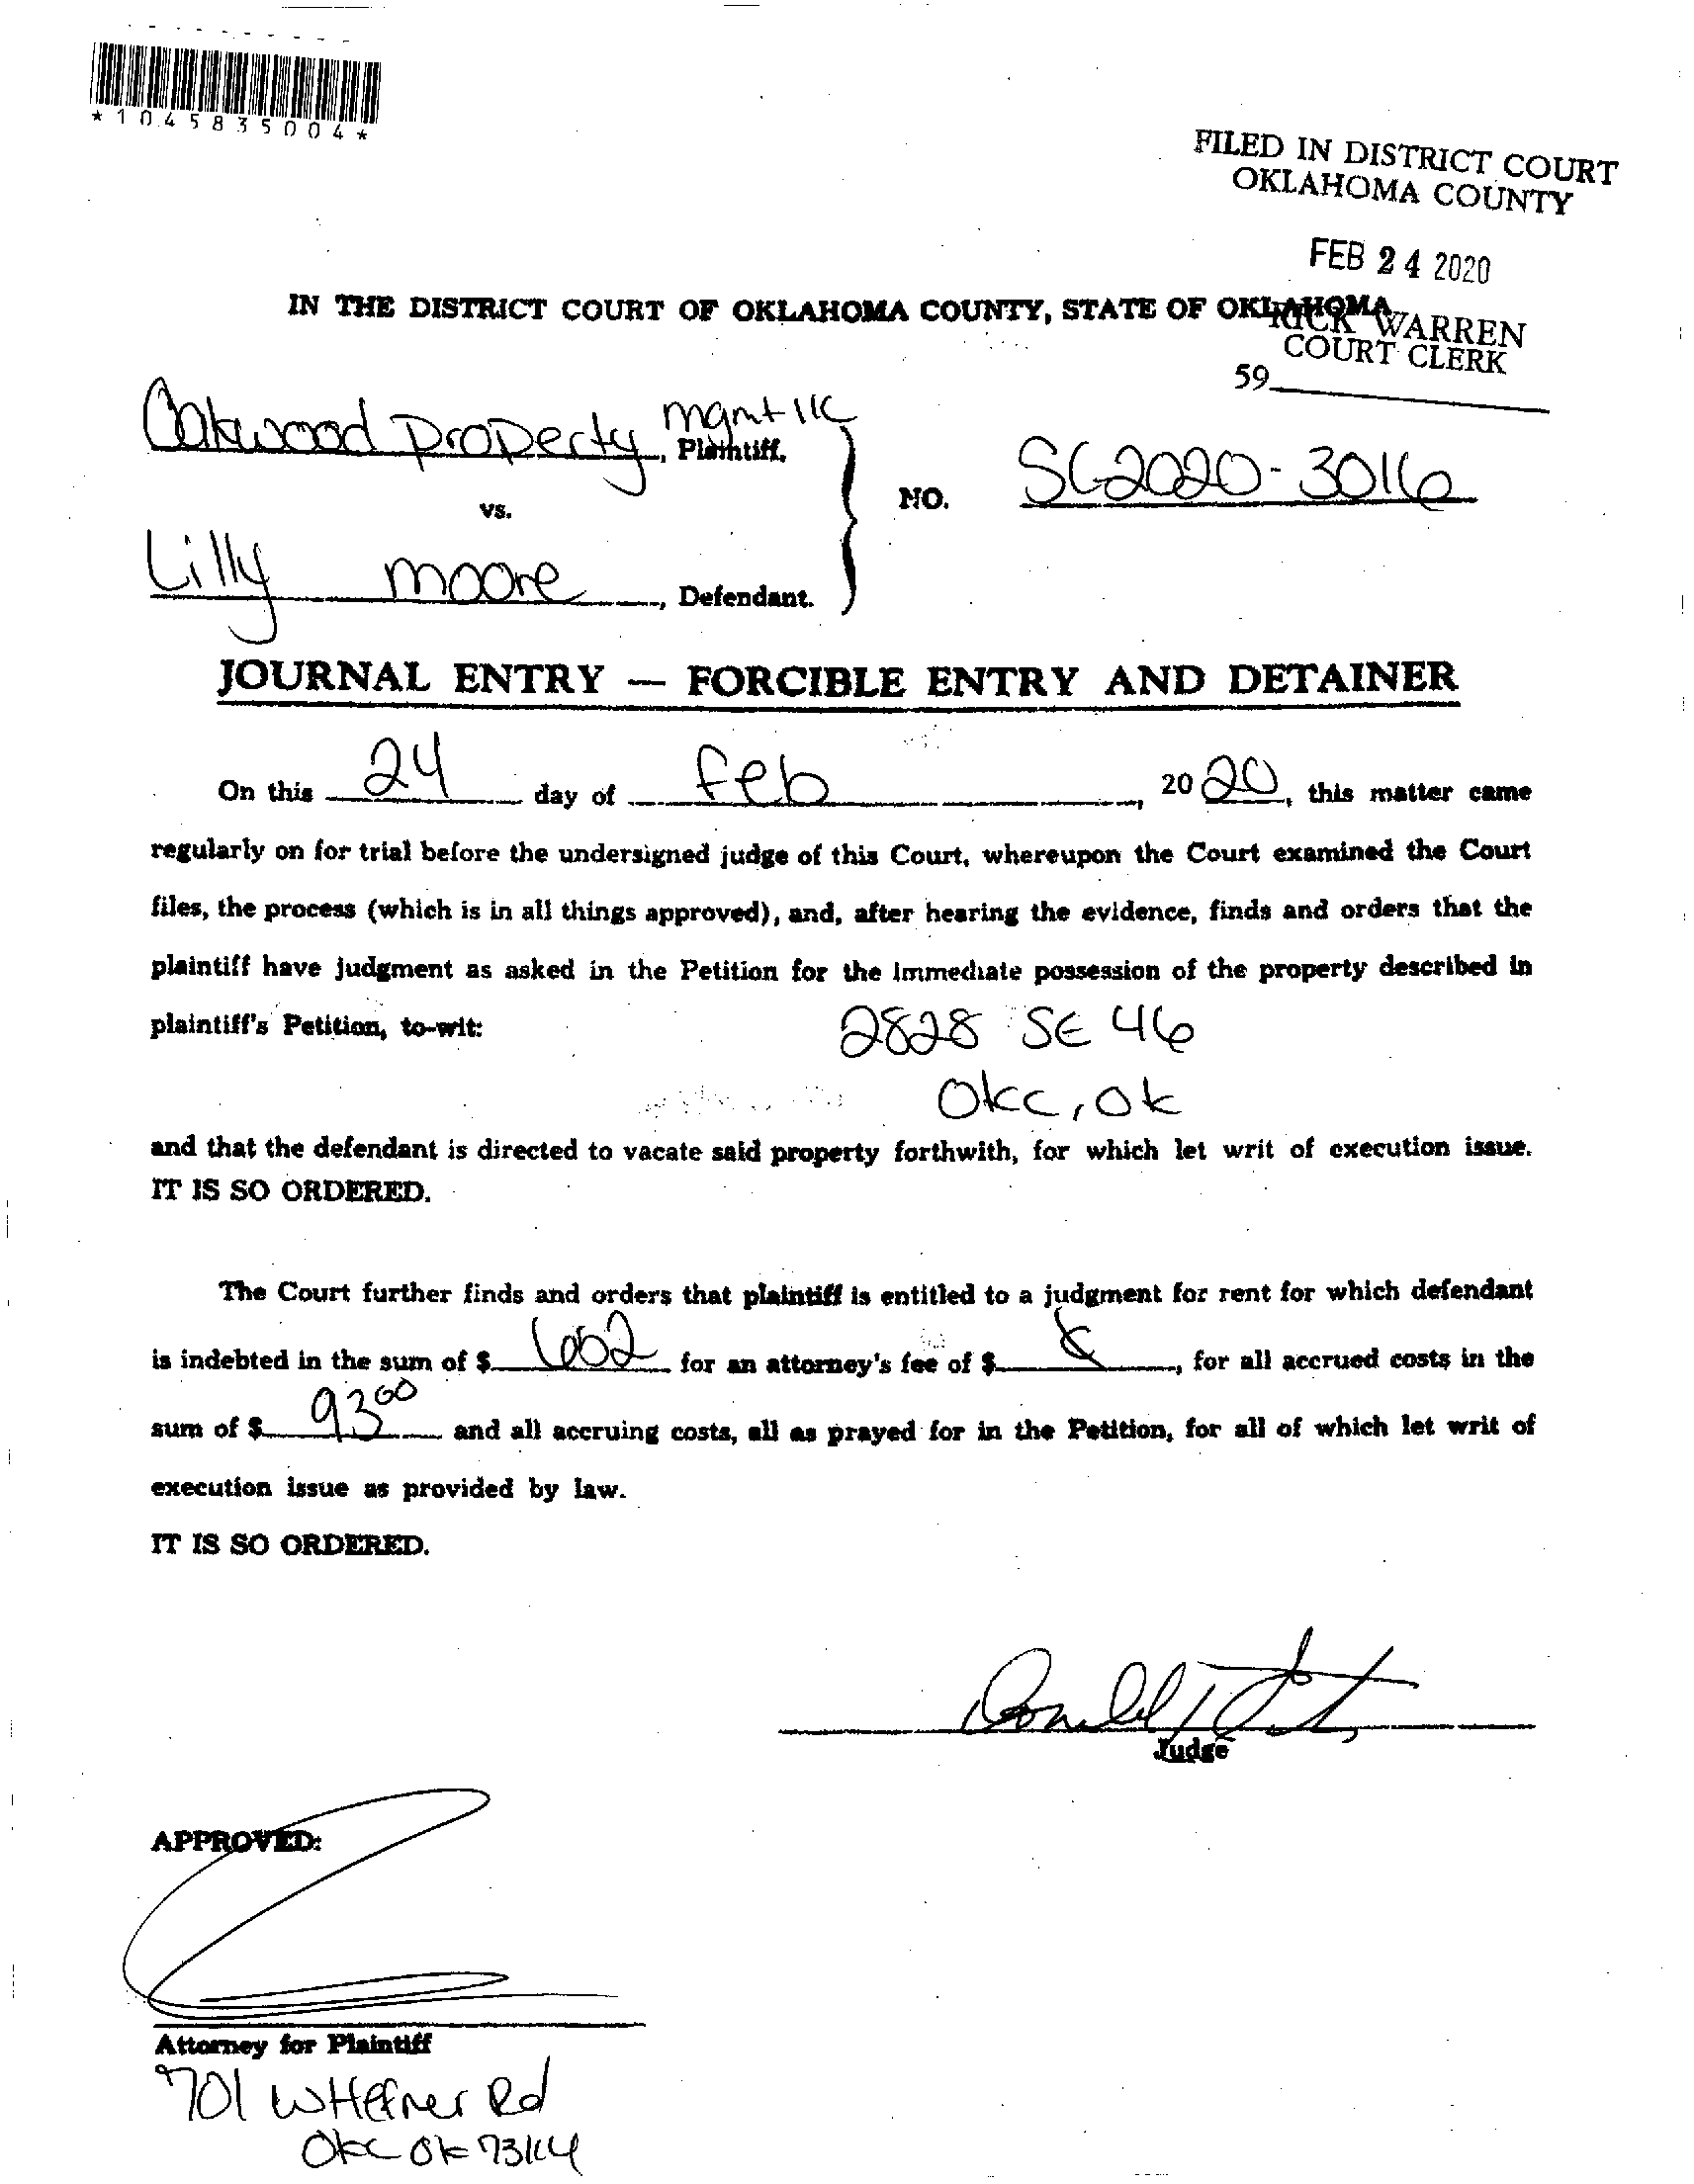 *1045835004*
FILED IN DISTRICT COURT
OKLAHOMA COUNTY
FEB 24 2020
IN THE DISTRICT COURT OF OKLAHOMA COUNTY, STATE OF OKLAHOMA
RICK WARREN
COURT CLERK
59
Oakwood property mgmt llc, Plaintiff,
vs.
NO. SC2020-3016
Lilly moore, Defendant.
JOURNAL ENTRY — FORCIBLE ENTRY AND DETAINER
On this 24 day of feb, 2020, this matter came
regularly on for trial before the undersigned judge of this Court, whereupon the Court examined the Court
files, the process (which is in all things approved), and, after hearing the evidence, finds and orders that the
plaintiff have judgment as asked in the Petition for the immediate possession of the property described in
plaintiff's Petition, to-wit: 2828 SE 46
OKC, OK
and that the defendant is directed to vacate said property forthwith, for which let writ of execution issue.
IT IS SO ORDERED.
The Court further finds and orders that plaintiff is entitled to a judgment for rent for which defendant
is indebted in the sum of $ 652 for an attorney's fee of $, for all accrued costs in the
sum of $ 93 00 and all accruing costs, all as prayed for in the Petition, for all of which let writ of
execution issue as provided by law.
IT IS SO ORDERED.
Judge
APPROVED:
Attorney for Plaintiff
701 W Hefner Rd
OKC OK 73114